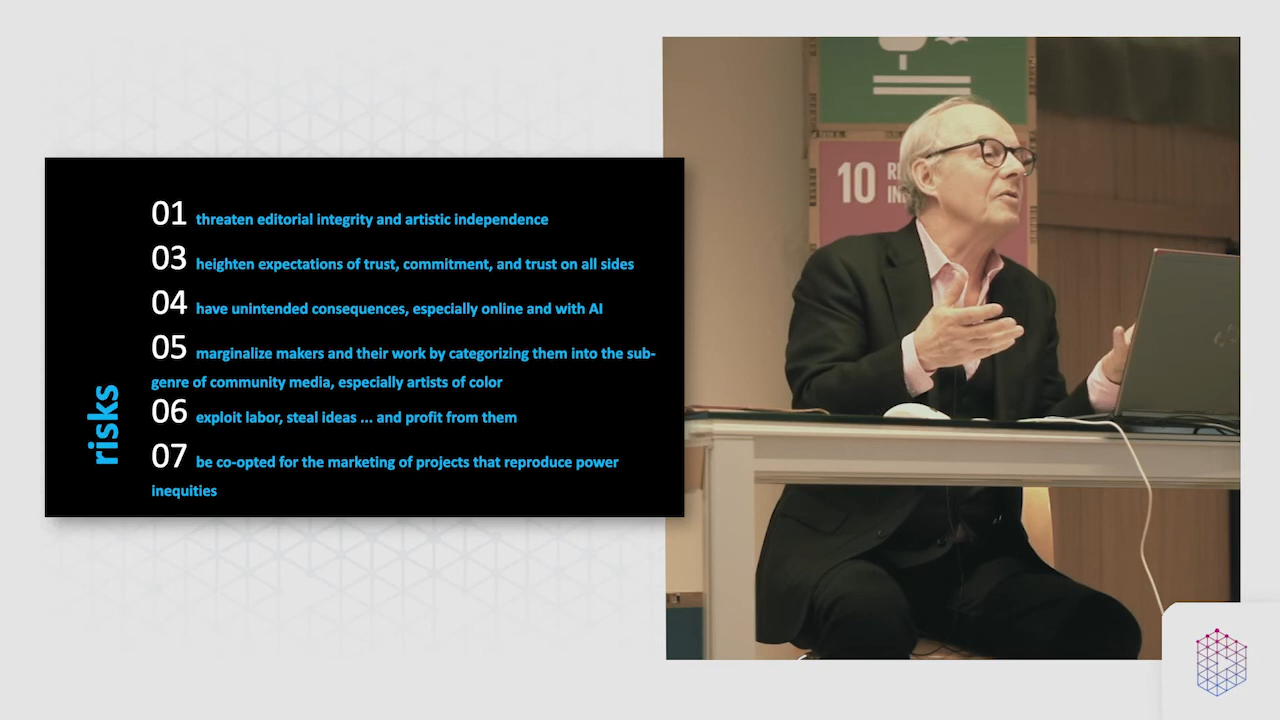 01 threaten editorial integrity and artistic independence
03 heighten expectations of trust, commitment, and trust on all sides
04 have unintended consequences, especially online and with AI
05 marginalize makers and their work by categorizing them into the sub-
genre of community media, especially artists of color
06 exploit labor, steal ideas ... and profit from them
07 be co-opted for the marketing of projects that reproduce power
inequities
risks
10